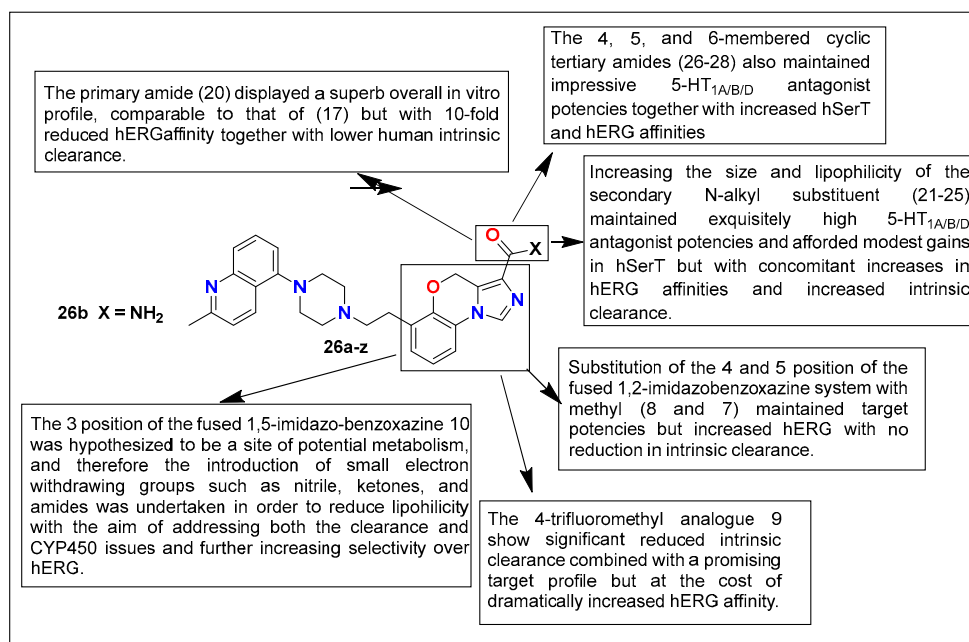 The 4, 5, and 6-membered cyclic
tertiary amides (26-28) also maintained
impressive 5-HT1A/B/D antagonist
potencies together with increased hSerT
and hERG affinities
The primary amide (20) displayed a superb overall in vitro
profile, comparable to that of (17) but with 10-fold
reduced hERGaffinity together with lower human intrinsic
clearance.
Increasing the size and lipophilicity of the
secondary N-alkyl substituent (21-25)
maintained exquisitely high 5-HT1A/B/D
antagonist potencies and afforded modest gains
in hSerT but with concomitant increases in
hERG affinities and increased intrinsic
clearance.
O
X
N
N
N
O
N
N
26b X = NH2
26a-z
Substitution of the 4 and 5 position of the
fused 1,2-imidazobenzoxazine system with
methyl (8 and 7) maintained target
potencies but increased hERG with no
reduction in intrinsic clearance.
The 3 position of the fused 1,5-imidazo-benzoxazine 10
was hypothesized to be a site of potential metabolism,
and therefore the introduction of small electron
withdrawing groups such as nitrile, ketones, and
amides was undertaken in order to reduce lipohilicity
with the aim of addressing both the clearance and
CYP450 issues and further increasing selectivity over
hERG.
The 4-trifluoromethyl analogue 9
show significant reduced intrinsic
clearance combined with a promising
target profile but at the cost of
dramatically increased hERG affinity.